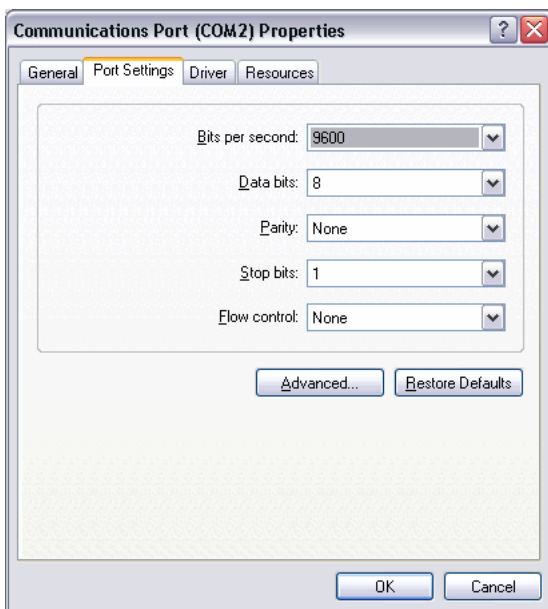 Communications Port (COM2) Properties
General Port Settings Driver Resources
Bits per second: 9600
Data bits: 8
Parity: None
Stop bits: 1
Flow control: None
Advanced... Restore Defaults
OK Cancel